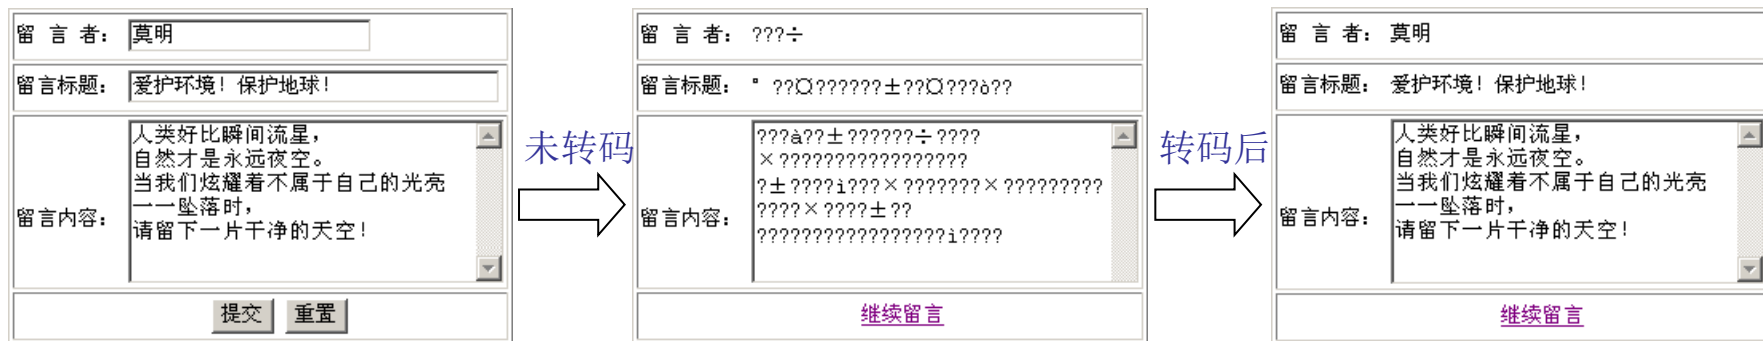 留 言 者： 莫明
留言标题： 爱护环境！保护地球！
留言内容：
人类好比瞬间流星，
自然才是永远夜空。
当我们炫耀着不属于自己的光亮
一一坠落时，
请留下一片干净的天空！
提交 重置
未转码
留 言 者： ???÷
留言标题： ° ??¤??????±??¤???ò??
留言内容：
???à??±??????÷????
×?????????????????
?±????ì???×???????×?????????
????×????±??
?????????????????ì????
继续留言
转码后
留 言 者： 莫明
留言标题： 爱护环境！保护地球！
留言内容：
人类好比瞬间流星，
自然才是永远夜空。
当我们炫耀着不属于自己的光亮
一一坠落时，
请留下一片干净的天空！
继续留言